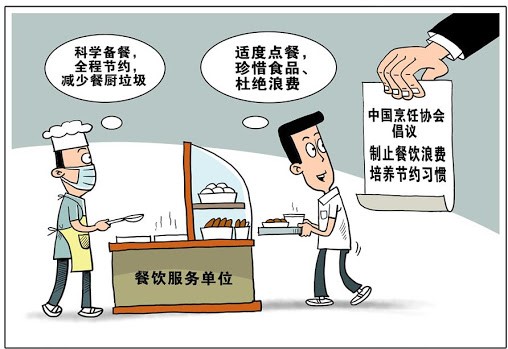 科学备餐，
全程节约，
减少餐厨垃圾
适度点餐，
珍惜食品、
杜绝浪费
中国烹饪协会
倡议
制止餐饮浪费
培养节约习惯
餐饮服务单位